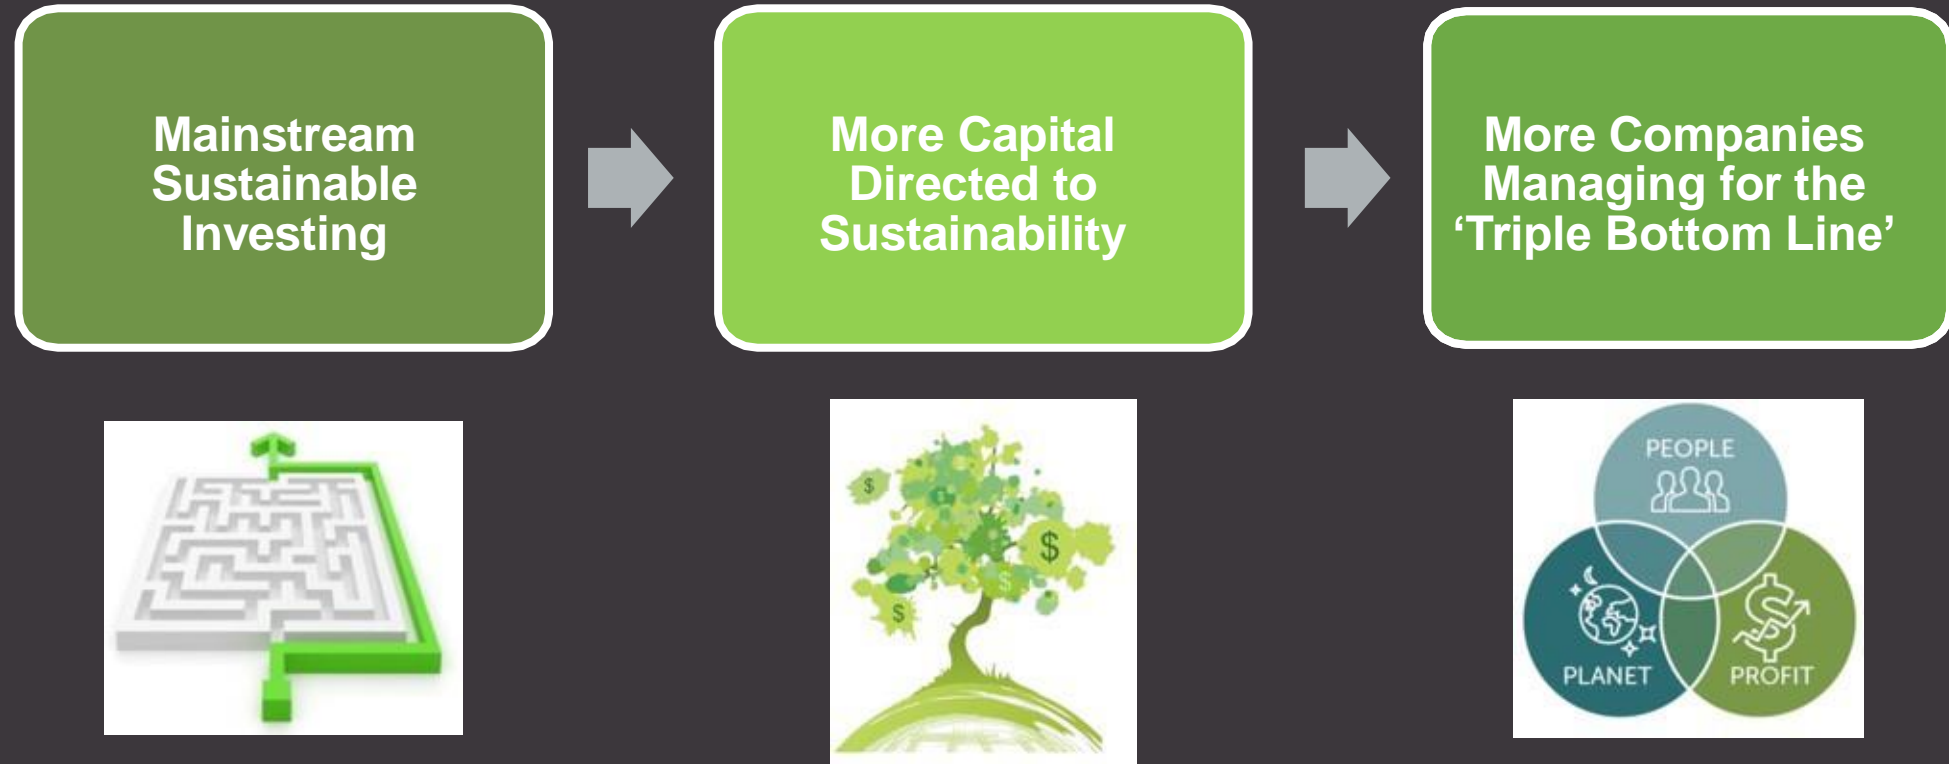 Mainstream
Sustainable
Investing
More Capital
Directed to
Sustainability
More Companies
Managing for the
‘Triple Bottom Line’
$
$
$
$
$
PEOPLE
PLANET
PROFIT